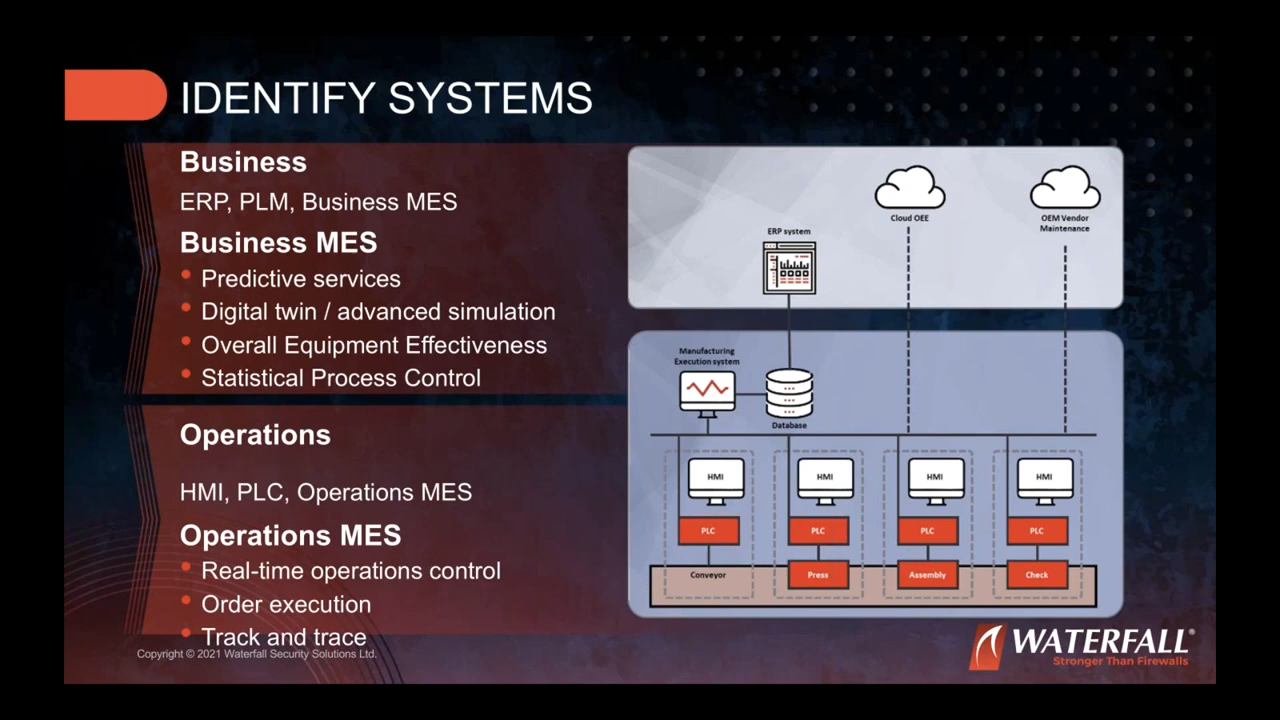 IDENTIFY SYSTEMS
Business
ERP, PLM, Business MES
Business MES
• Predictive services
• Digital twin / advanced simulation
• Overall Equipment Effectiveness
• Statistical Process Control
Operations
HMI, PLC, Operations MES
Operations MES
• Real-time operations control
• Order execution
• Track and trace
Copyright © 2021 Waterfall Security Solutions Ltd.
Cloud OEE
OEM Vendor
Maintenance
ERP system
Manufacturing
Execution system
Database
HMI
HMI
HMI
HMI
PLC
PLC
PLC
PLC
Conveyor
Press
Assembly
Check
WATERFALL®
Stronger Than Firewalls